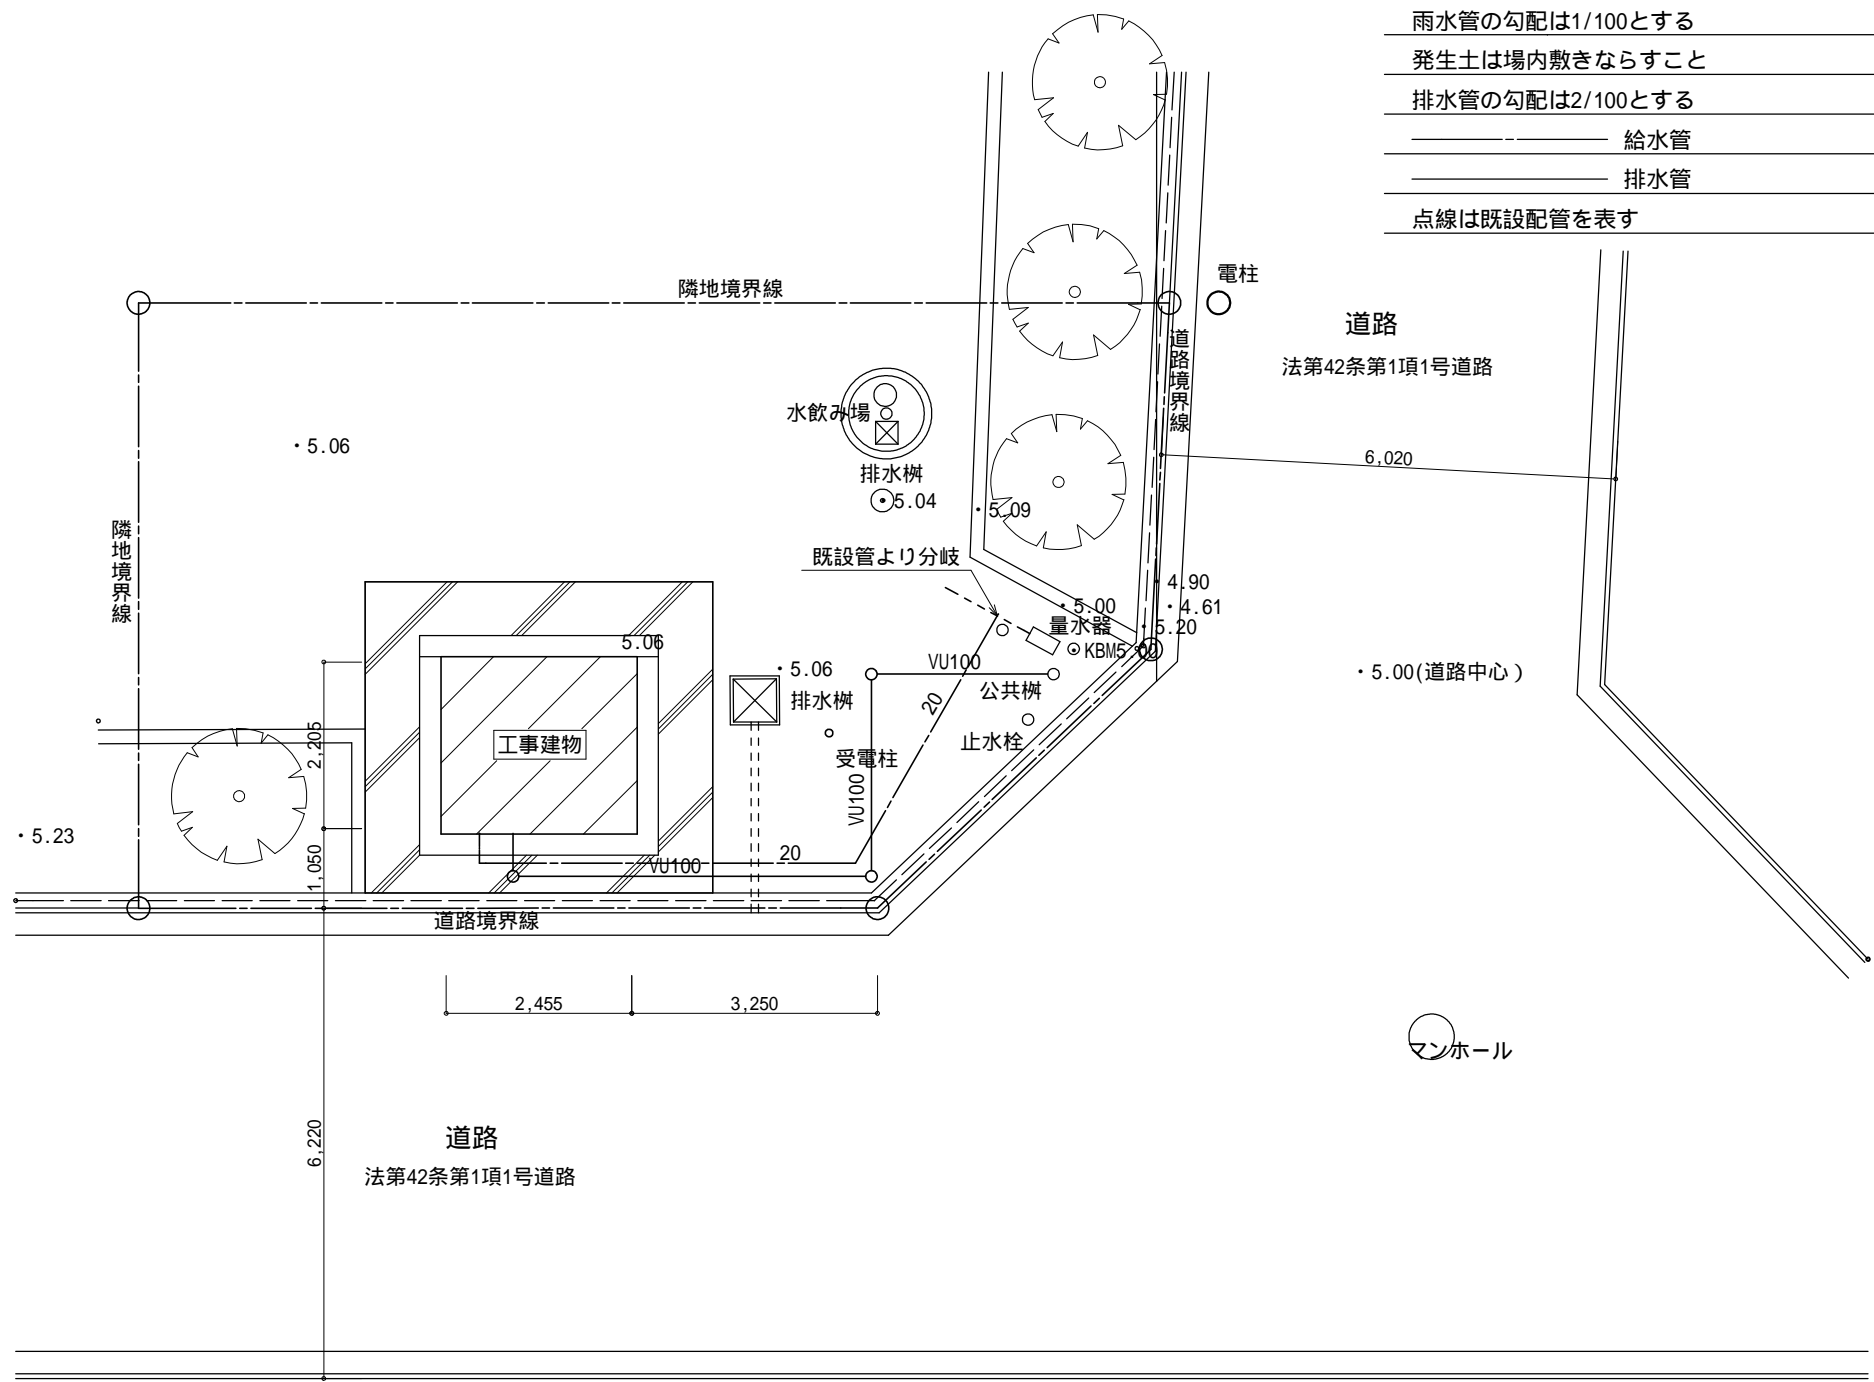 雨水管の勾配は1/100とする
発生土は場内敷きならすこと
排水管の勾配は2/100とする
給水管
排水管
点線は既設配管を表す
電柱
隣地境界線
道路
法第42条第1項1号道路
道路境界線
水飲み場
・5.06
6,020
排水桝
5.04
・5.09
隣地境界線
既設管より分岐
・4.90
・5.00
・4.61
量水器
・5.20
5.06
KBM5.00
VU100
・5.06
・5.00(道路中心)
公共桝
排水桝
20
2,205
工事建物
止水栓
受電柱
VU100
・5.23
20
1,050
VU100
道路境界線
2,455
3,250
マンホール
6,220
道路
法第42条第1項1号道路